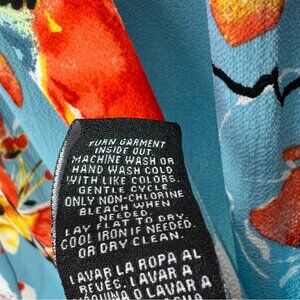 TURN GARMENT
INSIDE OUT.
MACHINE WASH OR
HAND WASH COLD
WITH LIKE COLORS.
GENTLE CYCLE
ONLY NON-CHLORINE
BLEACH WHEN
NEEDED.
LAY FLAT TO DRY.
COOL IRON IF NEEDED.
OR DRY CLEAN.
LAVAR LA ROPA AL
REVÉS, LAVAR A
MÁQUINA O LAVAR A